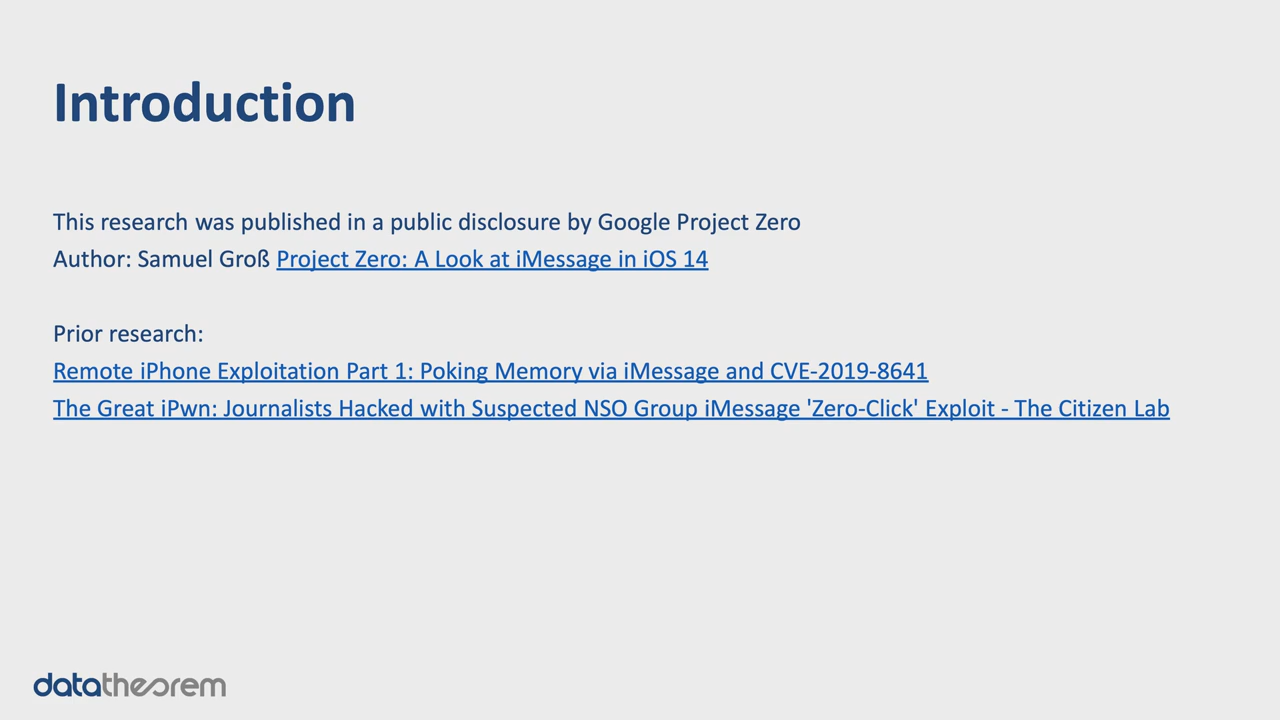 Introduction
This research was published in a public disclosure by Google Project Zero
Author: Samuel Groß Project Zero: A Look at iMessage in iOS 14
Prior research:
Remote iPhone Exploitation Part 1: Poking Memory via iMessage and CVE-2019-8641
The Great iPwn: Journalists Hacked with Suspected NSO Group iMessage 'Zero-Click' Exploit - The Citizen Lab
datatheorem